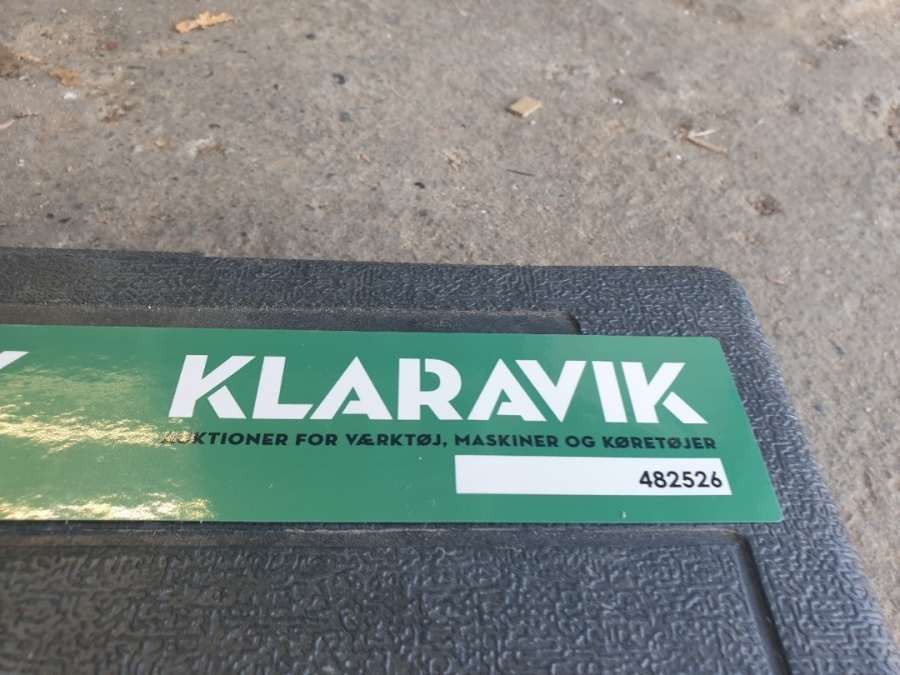 KLARAVIK
AUKTIONER FOR VÆRKTØJ, MASKINER OG KØRETØJER
482526